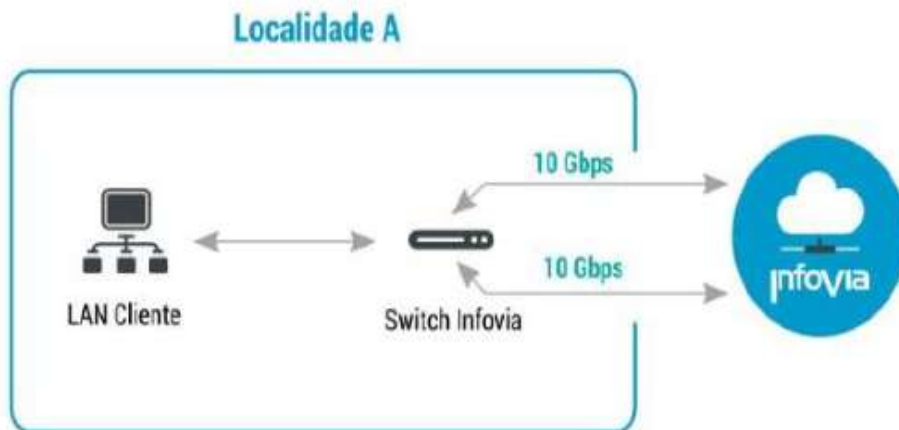 Localidade A
10 Gbps
10 Gbps
LAN Cliente
Switch Infovia
Infovia